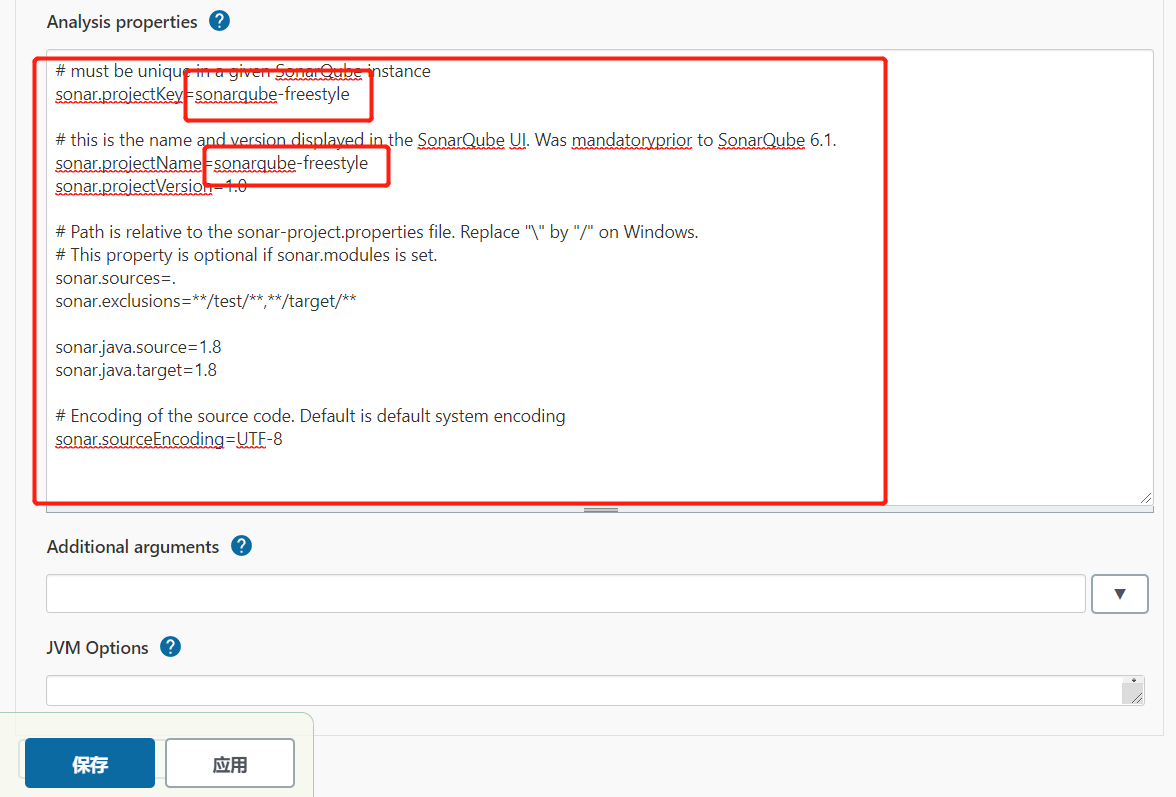 Analysis properties ?
# must be unique in a given SonarQube instance
sonar.projectKey=sonarqube-freestyle
# this is the name and version displayed in the SonarQube UI. Was mandatoryprior to SonarQube 6.1.
sonar.projectName=sonarqube-freestyle
sonar.projectVersion=1.0
# Path is relative to the sonar-project.properties file. Replace "\" by "/" on Windows.
# This property is optional if sonar.modules is set.
sonar.sources=.
sonar.exclusions=**/test/**,**/target/**
sonar.java.source=1.8
sonar.java.target=1.8
# Encoding of the source code. Default is default system encoding
sonar.sourceEncoding=UTF-8
Additional arguments ?
JVM Options ?
保存
应用